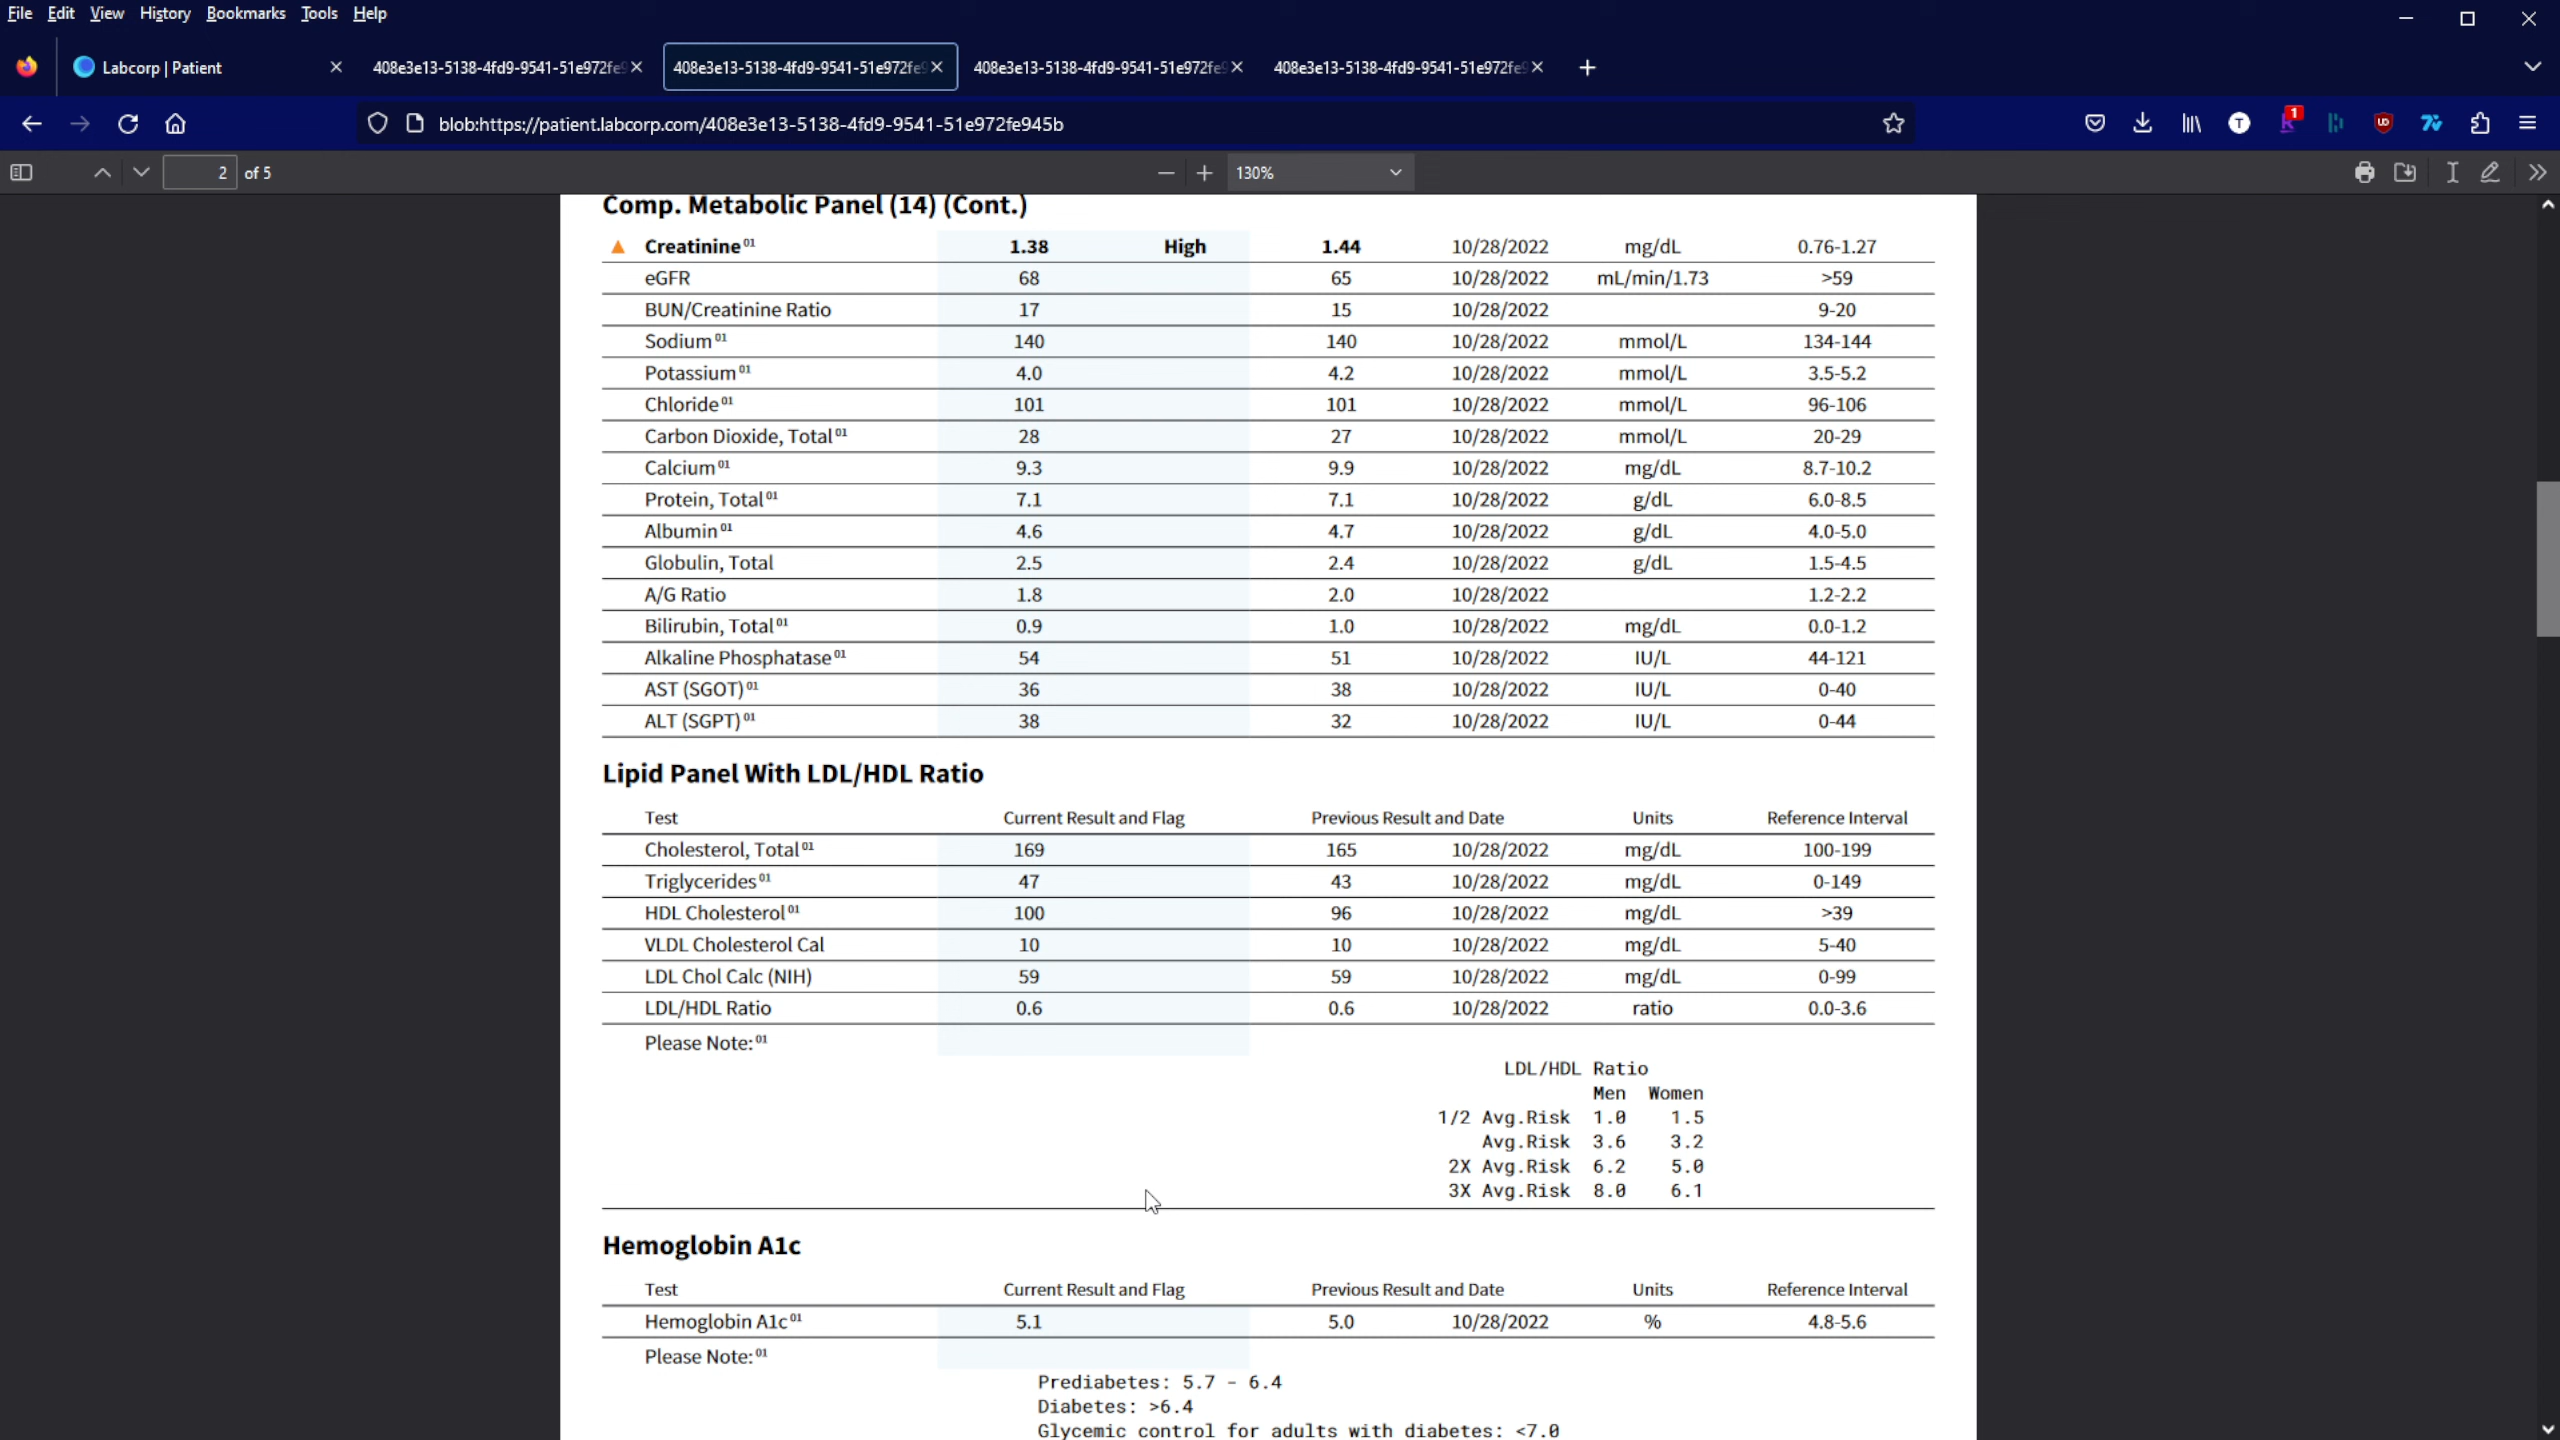 File Edit View History Bookmarks Tools Help
Labcorp | Patient 408e3e13-5138-4fd9-9541-51e972fe 408e3e13-5138-4fd9-9541-51e972fe 408e3e13-5138-4fd9-9541-51e972fe 408e3e13-5138-4fd9-9541-51e972fe
blob:https://patient.labcorp.com/408e3e13-5138-4fd9-9541-51e972fe945b T 1 UD
2 of 5 130%
Comp. Metabolic Panel (14) (Cont.)
Creatinine 01 1.38 High 1.44 10/28/2022 mg/dL 0.76-1.27
eGFR 68 65 10/28/2022 mL/min/1.73 >59
BUN/Creatinine Ratio 17 15 10/28/2022 9-20
Sodium 01 140 140 10/28/2022 mmol/L 134-144
Potassium 01 4.0 4.2 10/28/2022 mmol/L 3.5-5.2
Chloride 01 101 101 10/28/2022 mmol/L 96-106
Carbon Dioxide, Total 01 28 27 10/28/2022 mmol/L 20-29
Calcium 01 9.3 9.9 10/28/2022 mg/dL 8.7-10.2
Protein, Total 01 7.1 7.1 10/28/2022 g/dL 6.0-8.5
Albumin 01 4.6 4.7 10/28/2022 g/dL 4.0-5.0
Globulin, Total 2.5 2.4 10/28/2022 g/dL 1.5-4.5
A/G Ratio 1.8 2.0 10/28/2022 1.2-2.2
Bilirubin, Total 01 0.9 1.0 10/28/2022 mg/dL 0.0-1.2
Alkaline Phosphatase 01 54 51 10/28/2022 IU/L 44-121
AST (SGOT) 01 36 38 10/28/2022 IU/L 0-40
ALT (SGPT) 01 38 32 10/28/2022 IU/L 0-44
Lipid Panel With LDL/HDL Ratio
Test Current Result and Flag Previous Result and Date Units Reference Interval
Cholesterol, Total 01 169 165 10/28/2022 mg/dL 100-199
Triglycerides 01 47 43 10/28/2022 mg/dL 0-149
HDL Cholesterol 01 100 96 10/28/2022 mg/dL >39
VLDL Cholesterol Cal 10 10 10/28/2022 mg/dL 5-40
LDL Chol Calc (NIH) 59 59 10/28/2022 mg/dL 0-99
LDL/HDL Ratio 0.6 0.6 10/28/2022 ratio 0.0-3.6
Please Note: 01
LDL/HDL Ratio
Men Women
1/2 Avg.Risk 1.0 1.5
Avg.Risk 3.6 3.2
2X Avg.Risk 6.2 5.0
3X Avg.Risk 8.0 6.1
Hemoglobin A1c
Test Current Result and Flag Previous Result and Date Units Reference Interval
Hemoglobin A1c 01 5.1 5.0 10/28/2022 % 4.8-5.6
Please Note: 01
Prediabetes: 5.7 - 6.4
Diabetes: >6.4
Glycemic control for adults with diabetes: <7.0